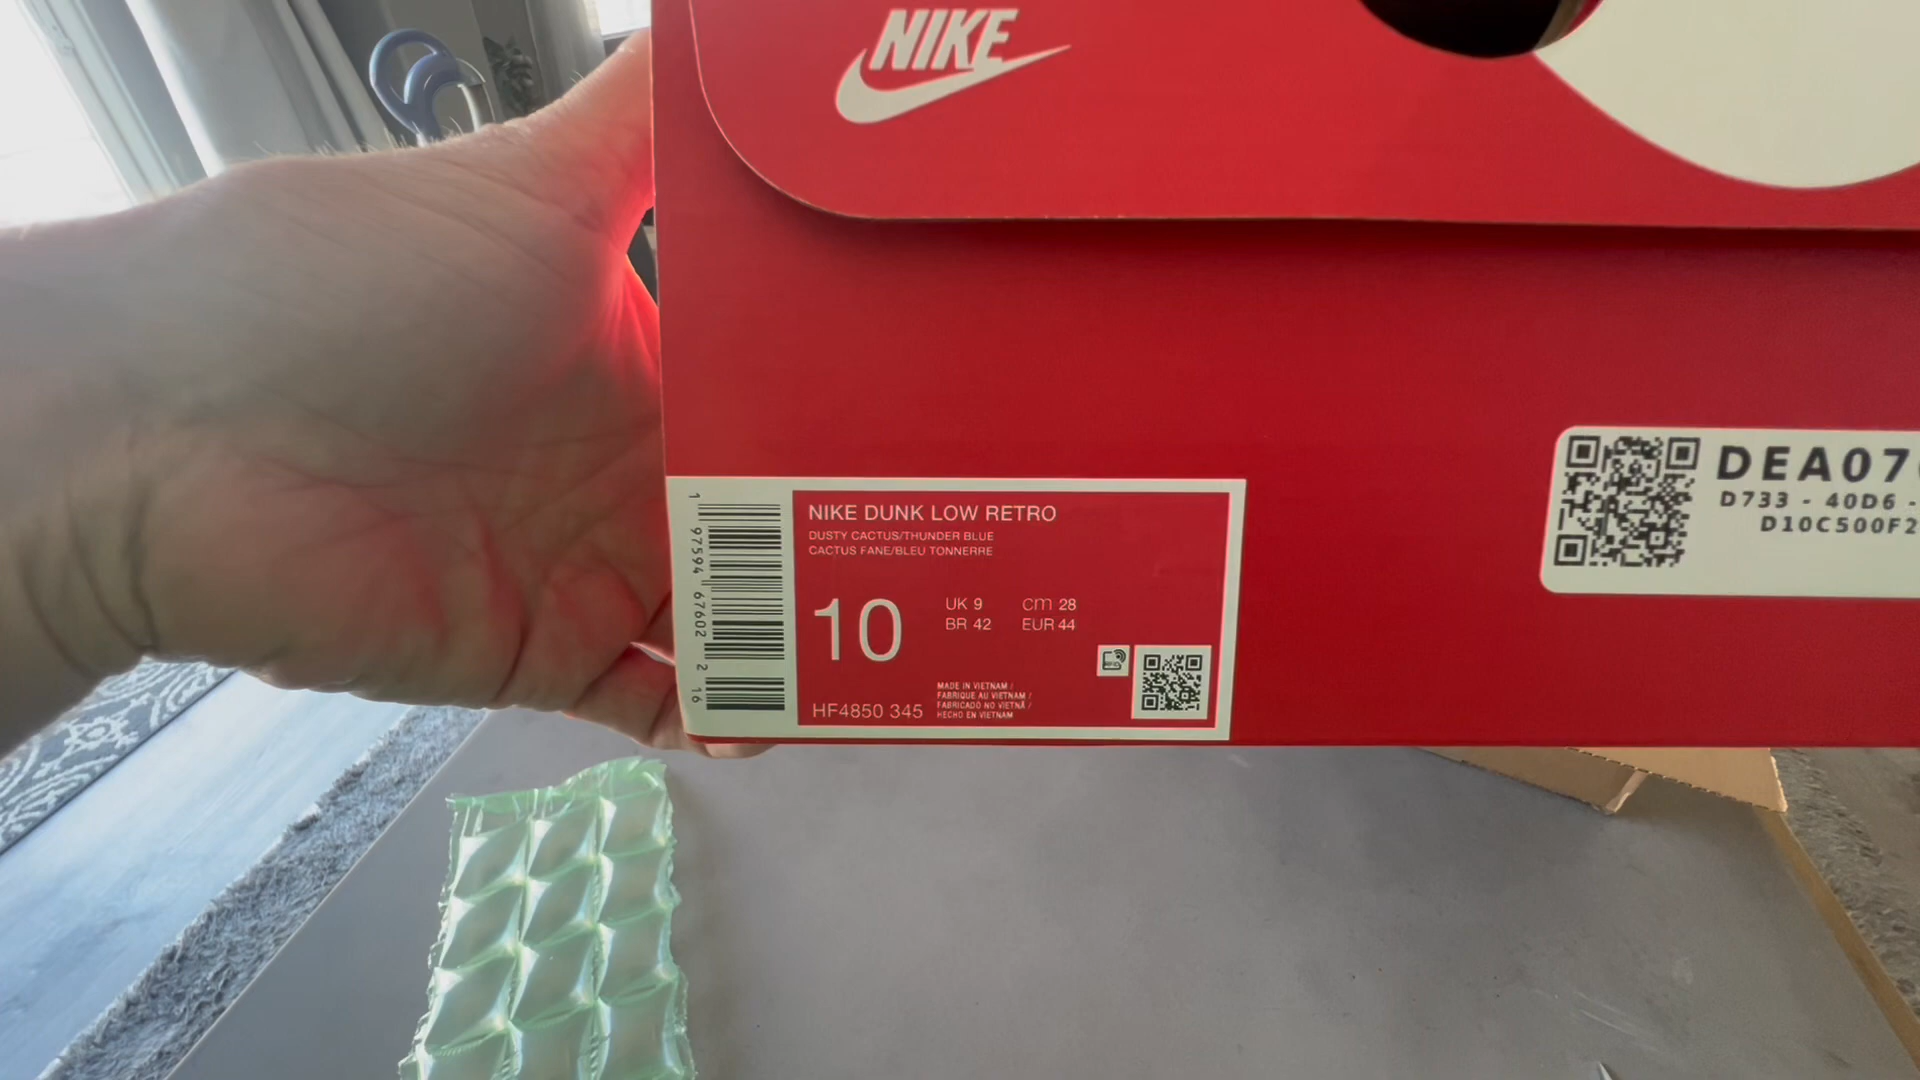 NIKE
NIKE DUNK LOW RETRO
DUSTY CACTUS/THUNDER BLUE
CACTUS FANE/BLEU TONNERRE
10
UK 9 cm 28
BR 42 EUR 44
HF4850 345
MADE IN VIETNAM /
FABRIQUE AU VIETNAM /
FABRICADO NO VIETNÃ /
HECHO EN VIETNAM
1 97594 67602 2 16
DEA07
D733 - 40D6 -
D10C500F2